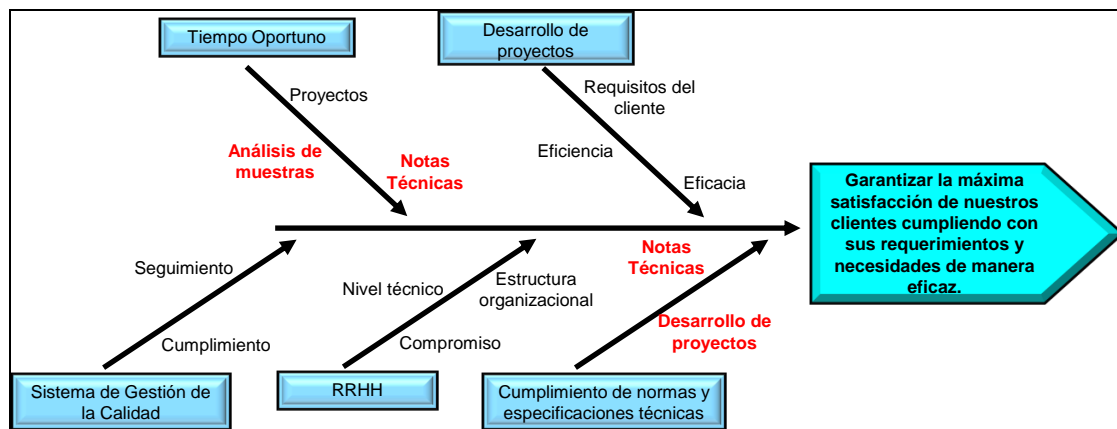 Tiempo Oportuno
Desarrollo de
proyectos
Proyectos
Requisitos del
cliente
Análisis de
muestras
Notas
Técnicas
Eficiencia
Eficacia
Garantizar la máxima
satisfacción de nuestros
clientes cumpliendo con
sus requerimientos y
necesidades de manera
eficaz.
Seguimiento
Nivel técnico
Estructura
organizacional
Notas
Técnicas
Cumplimiento
Compromiso
Desarrollo de
proyectos
Sistema de Gestión de
la Calidad
RRHH
Cumplimiento de normas y
especificaciones técnicas